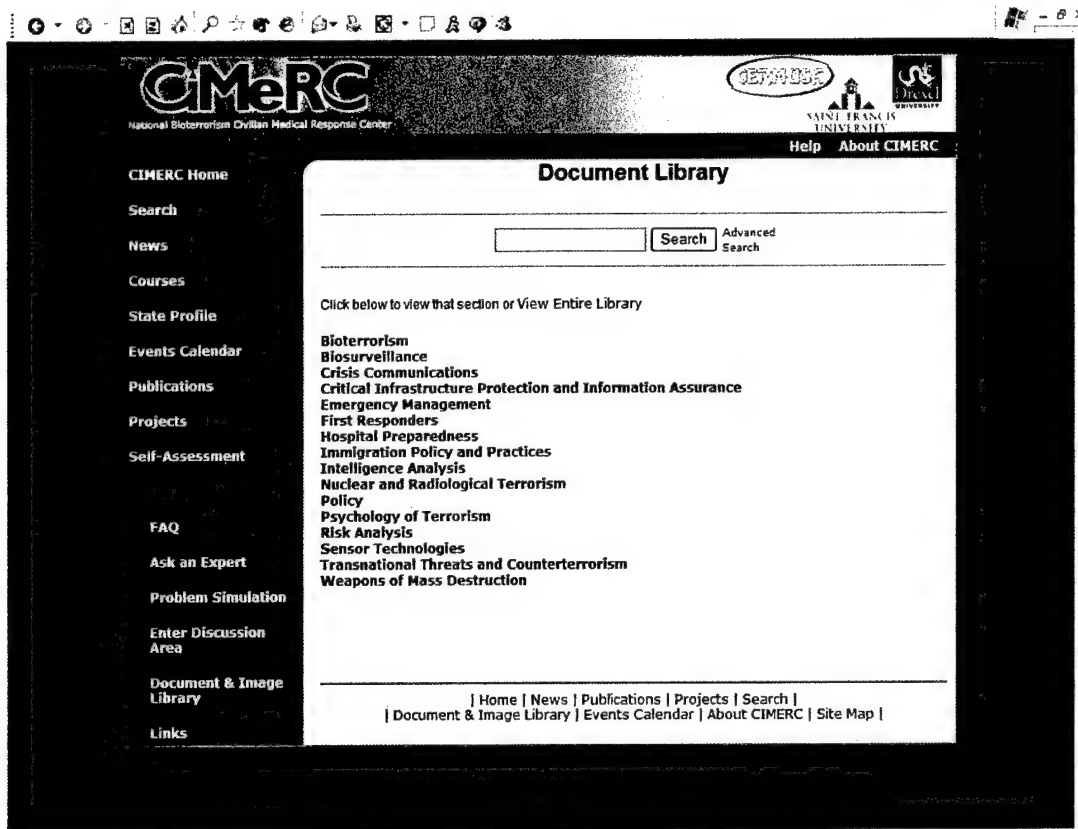 CiMeRC
National Bioterrorism Civilian Medical Response Center
Drexel
UNIVERSITY
SAINT FRANCIS
UNIVERSITY
Help About CIMERC
CIMERC Home
Search
News
Courses
State Profile
Events Calendar
Publications
Projects
Self-Assessment
FAQ
Ask an Expert
Problem Simulation
Enter Discussion
Area
Document & Image
Library
Links
Document Library
Search
Advanced
Search
Click below to view that section or View Entire Library
Bioterrorism
Biosurveillance
Crisis Communications
Critical Infrastructure Protection and Information Assurance
Emergency Management
First Responders
Hospital Preparedness
Immigration Policy and Practices
Intelligence Analysis
Nuclear and Radiological Terrorism
Policy
Psychology of Terrorism
Risk Analysis
Sensor Technologies
Transnational Threats and Counterterrorism
Weapons of Mass Destruction
| Home | News | Publications | Projects | Search |
| Document & Image Library | Events Calendar | About CIMERC | Site Map |